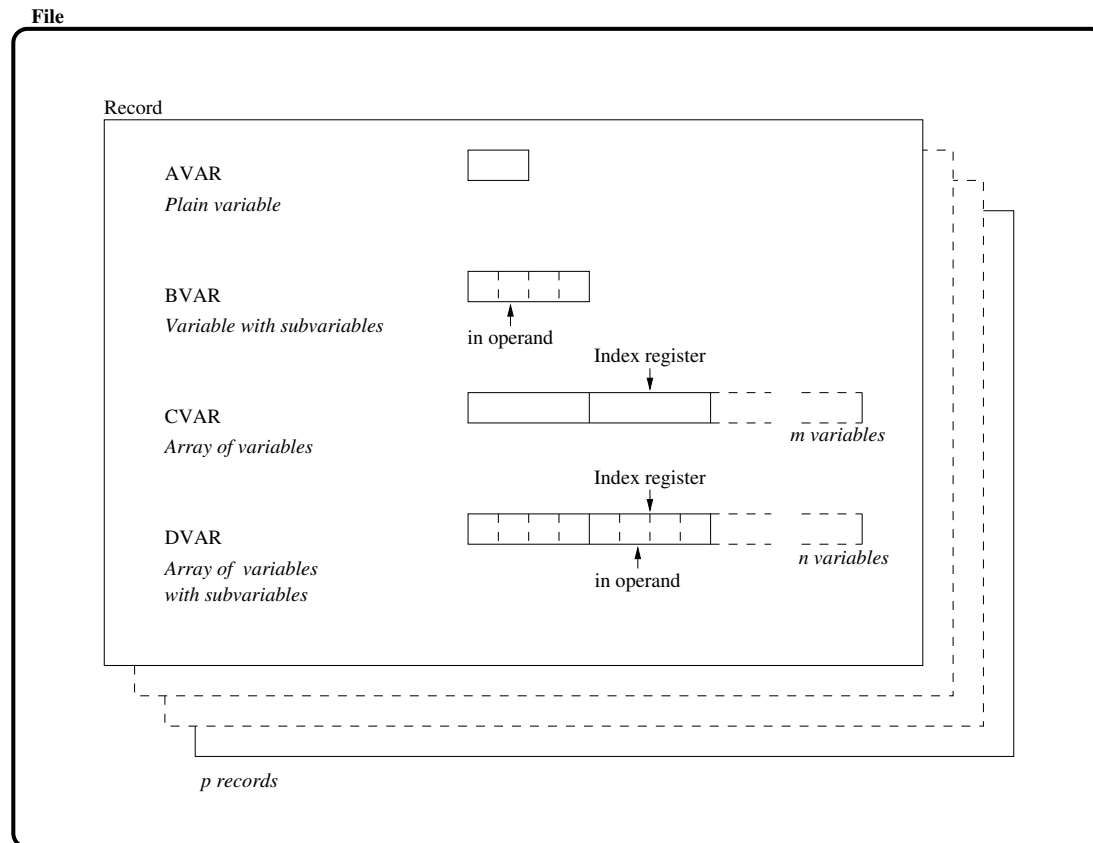 File
Record
AVAR
Plain variable
BVAR
Variable with subvariables
in operand
Index register
CVAR
Array of variables
m variables
Index register
DVAR
Array of variables
with subvariables
n variables
in operand
p records